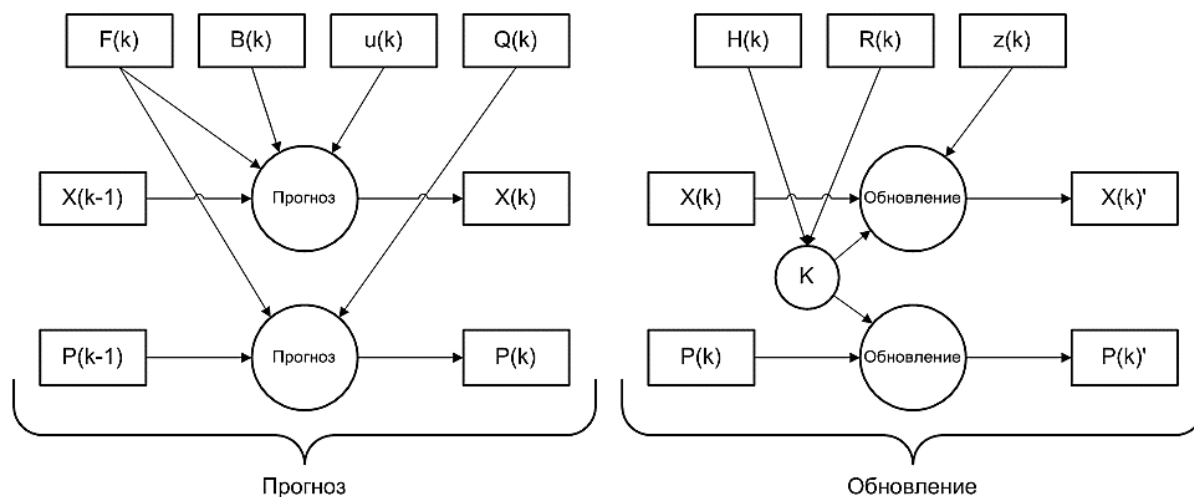 F(k) B(k) u(k) Q(k) H(k) R(k) z(k)
X(k-1) Прогноз X(k) X(k) Обновление X(k)'
K
P(k-1) Прогноз P(k) P(k) Обновление P(k)'
Прогноз Обновление